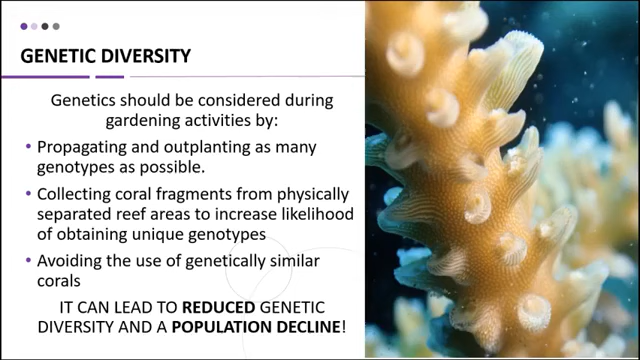 GENETIC DIVERSITY
Genetics should be considered during
gardening activities by:
• Propagating and outplanting as many
genotypes as possible.
• Collecting coral fragments from physically
separated reef areas to increase likelihood
of obtaining unique genotypes
• Avoiding the use of genetically similar
corals
IT CAN LEAD TO REDUCED GENETIC
DIVERSITY AND A POPULATION DECLINE!